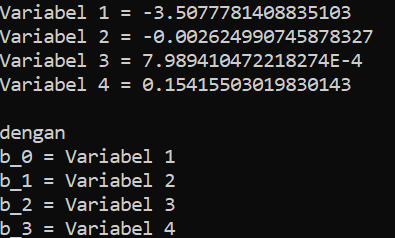 Variabel 1 = -3.5077781408835103
Variabel 2 = -0.002624990745878327
Variabel 3 = 7.989410472218274E-4
Variabel 4 = 0.15415503019830143
dengan
b_0 = Variabel 1
b_1 = Variabel 2
b_2 = Variabel 3
b_3 = Variabel 4